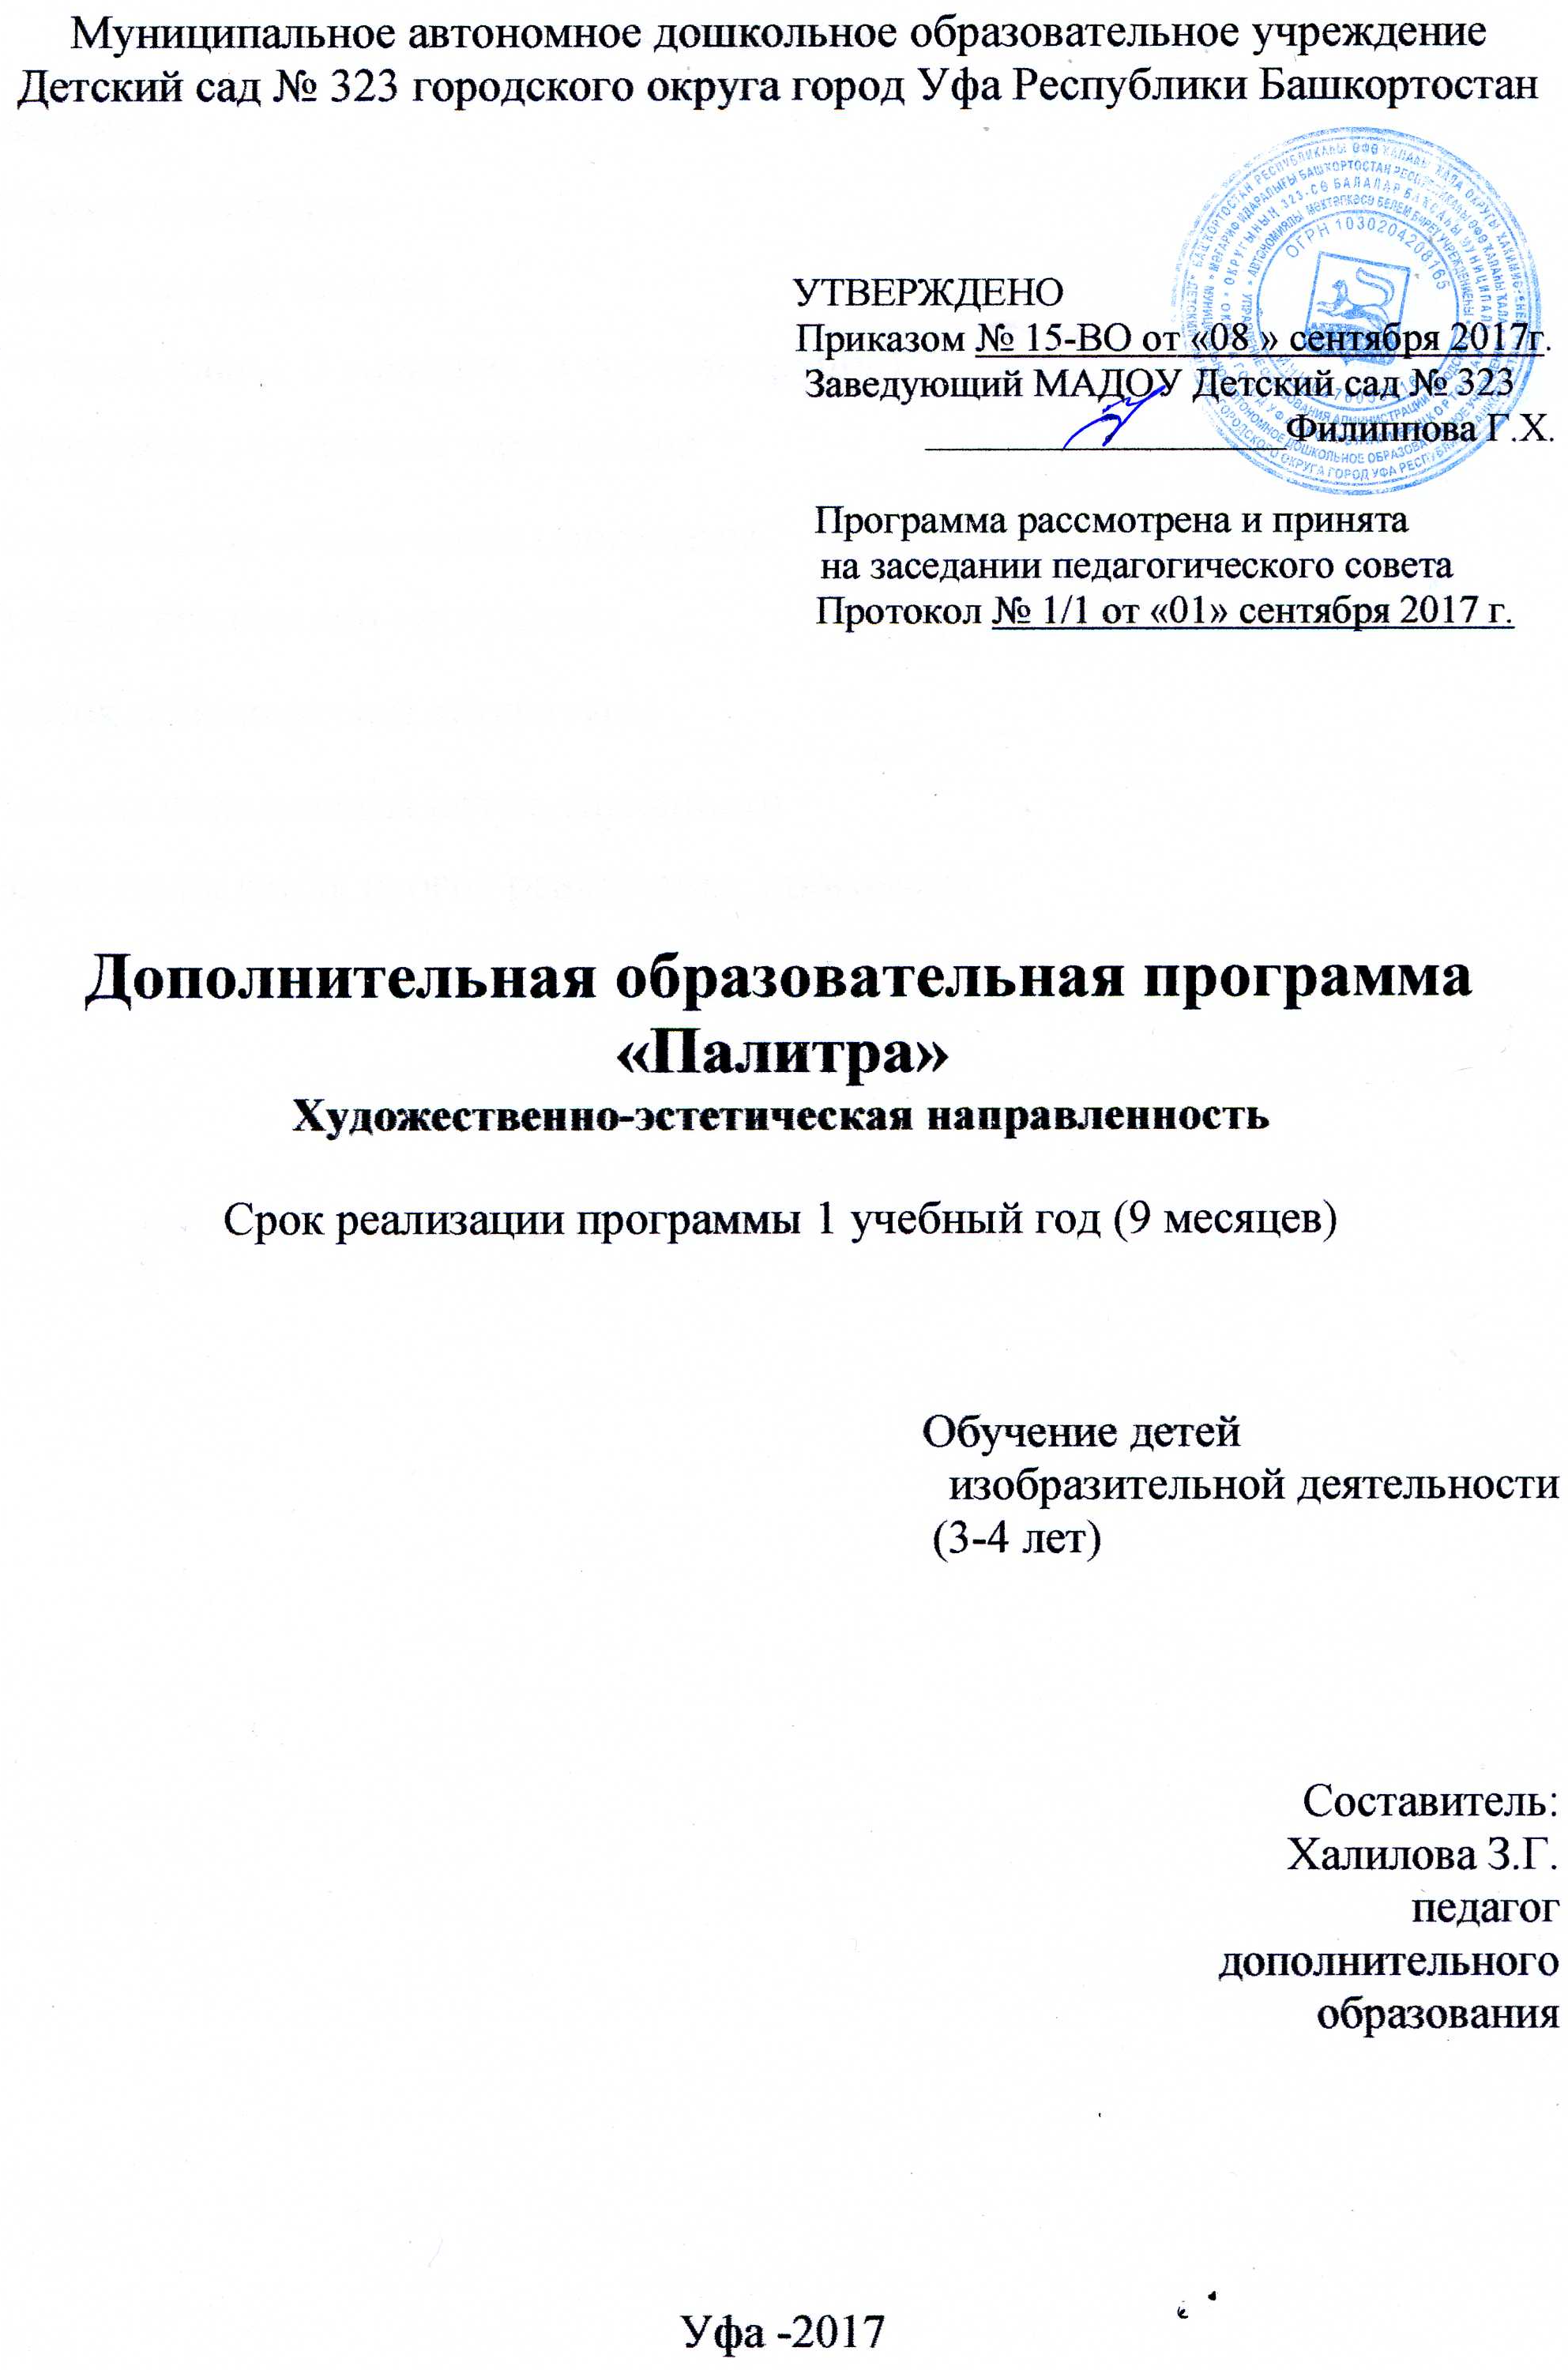 Муниципальное автономное дошкольное образовательное учреждение
Детский сад № 323 городского округа город Уфа Республики Башкортостан
ОГРН 1030204208165
УТВЕРЖДЕНО
Приказом № 15-ВО от «08 » сентября 2017г.
Заведующий МАДОУ Детский сад № 323
Филиппова Г.Х.
Программа рассмотрена и принята
на заседании педагогического совета
Протокол № 1/1 от «01» сентября 2017 г.
Дополнительная образовательная программа
«Палитра»
Художественно-эстетическая направленность
Срок реализации программы 1 учебный год (9 месяцев)
Обучение детей
изобразительной деятельности
(3-4 лет)
Составитель:
Халилова З.Г.
педагог
дополнительного
образования
Уфа -2017